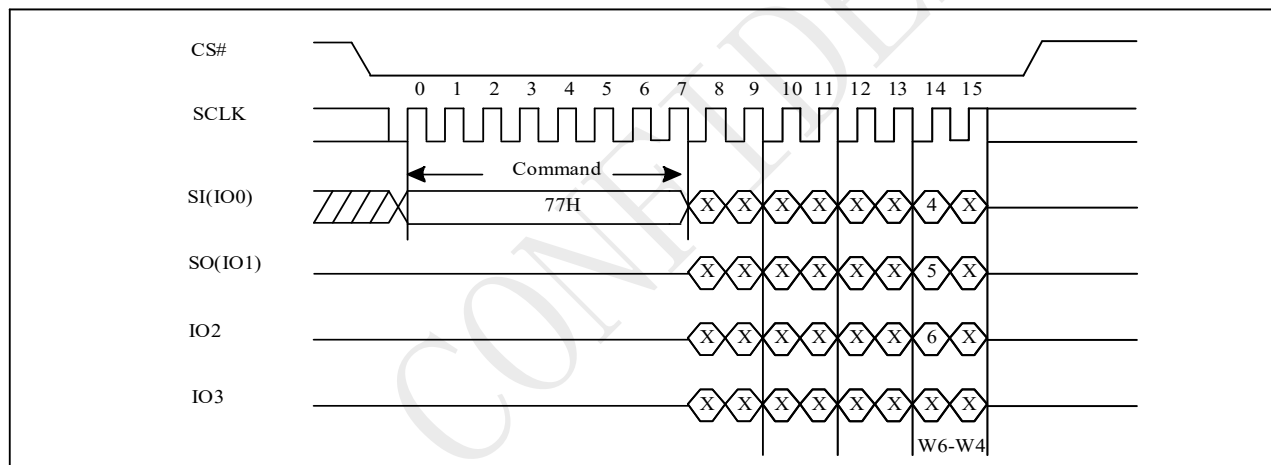 CS#
0 1 2 3 4 5 6 7 8 9 10 11 12 13 14 15
SCLK
Command
SI(IO0) 77H X X X X X X 4 X
SO(IO1) X X X X X X 5 X
IO2 X X X X X X 6 X
IO3 X X X X X X X X
W6-W4
CONFIDE